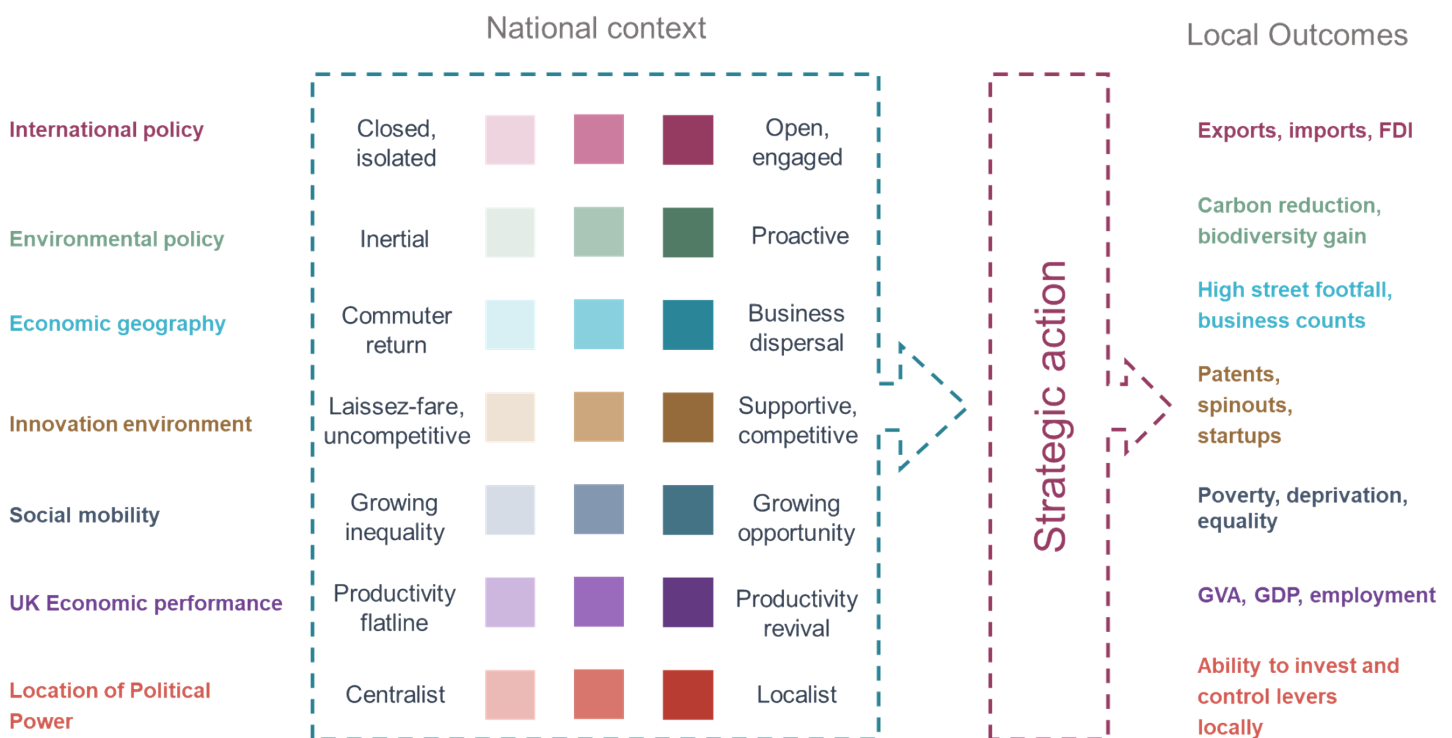 National context
Local Outcomes
International policy
Closed,
isolated
Open,
engaged
Exports, imports, FDI
Environmental policy
Inertial
Proactive
Carbon reduction,
biodiversity gain
Economic geography
Commuter
return
Business
dispersal
High street footfall,
business counts
Innovation environment
Laissez-fare,
uncompetitive
Supportive,
competitive
Patents,
spinouts,
startups
Social mobility
Growing
inequality
Growing
opportunity
Poverty, deprivation,
equality
UK Economic performance
Productivity
flatline
Productivity
revival
GVA, GDP, employment
Location of Political
Power
Centralist
Localist
Ability to invest and
control levers
locally
Strategic action